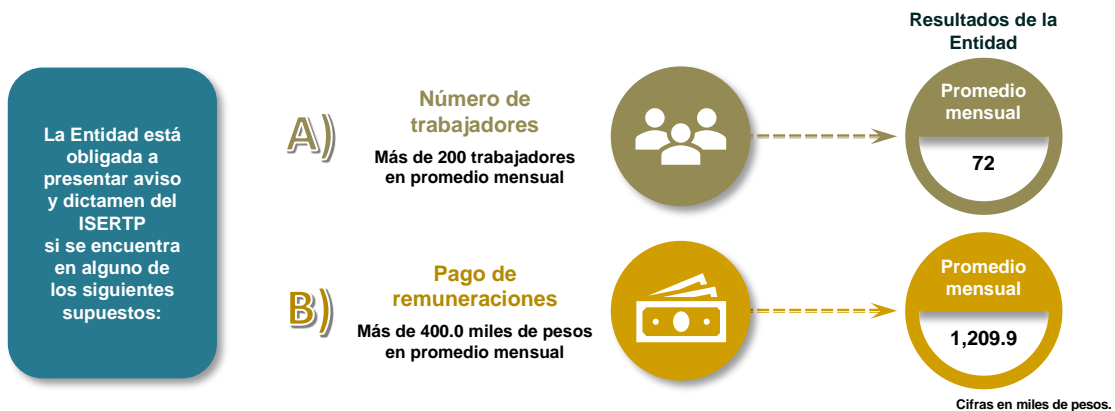 Resultados de la
Entidad
La Entidad está
obligada a
presentar aviso
y dictamen del
ISERTP
si se encuentra
en alguno de
los siguientes
supuestos:
A)
Número de
trabajadores
Más de 200 trabajadores
en promedio mensual
Promedio
mensual
72
B)
Pago de
remuneraciones
Más de 400.0 miles de pesos
en promedio mensual
Promedio
mensual
1,209.9
Cifras en miles de pesos.